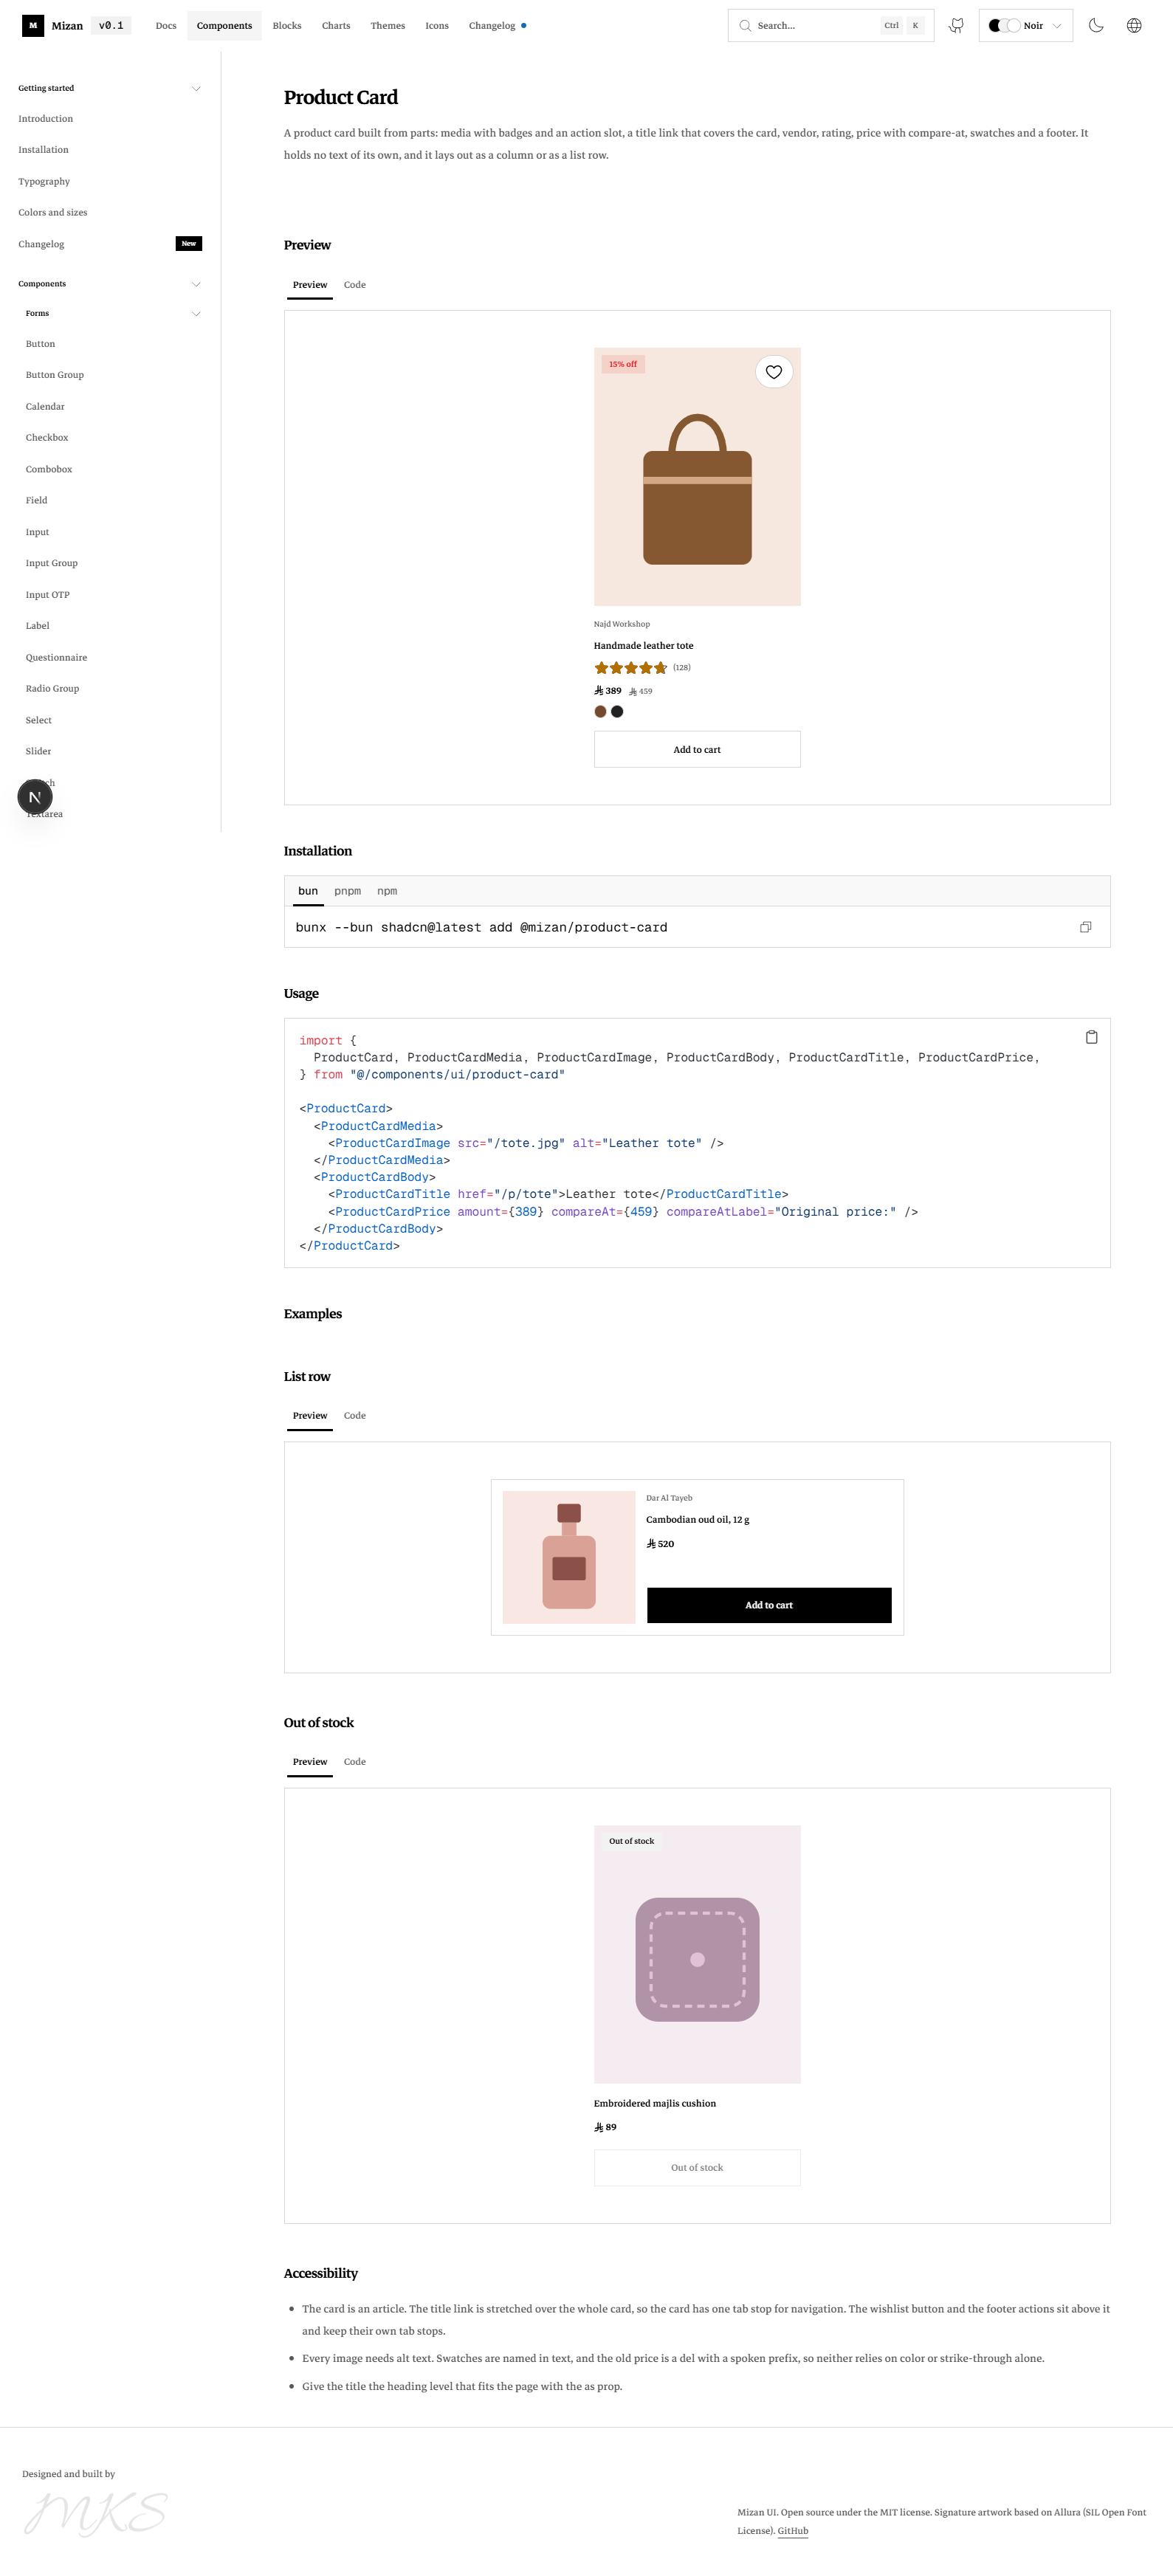 M Mizan v0.1 Docs Components Blocks Charts Themes Icons Changelog Search... Ctrl K Noir
Getting started
Introduction
Installation
Typography
Colors and sizes
Changelog New
Components
Forms
Button
Button Group
Calendar
Checkbox
Combobox
Field
Input
Input Group
Input OTP
Label
Questionnaire
Radio Group
Select
Slider
N
Textarea
Product Card
A product card built from parts: media with badges and an action slot, a title link that covers the card, vendor, rating, price with compare-at, swatches and a footer. It
holds no text of its own, and it lays out as a column or as a list row.
Preview
Preview Code
15% off
Najd Workshop
Handmade leather tote
(128)
389 459
Add to cart
Installation
bun pnpm npm
bunx --bun shadcn@latest add @mizan/product-card
Usage
import {
ProductCard, ProductCardMedia, ProductCardImage, ProductCardBody, ProductCardTitle, ProductCardPrice,
} from "@/components/ui/product-card"
<ProductCard>
<ProductCardMedia>
<ProductCardImage src="/tote.jpg" alt="Leather tote" />
</ProductCardMedia>
<ProductCardBody>
<ProductCardTitle href="/p/tote">Leather tote</ProductCardTitle>
<ProductCardPrice amount={389} compareAt={459} compareAtLabel="Original price:" />
</ProductCardBody>
</ProductCard>
Examples
List row
Preview Code
Dar Al Tayeb
Cambodian oud oil, 12 g
520
Add to cart
Out of stock
Preview Code
Out of stock
Embroidered majlis cushion
89
Out of stock
Accessibility
• The card is an article. The title link is stretched over the whole card, so the card has one tab stop for navigation. The wishlist button and the footer actions sit above it
and keep their own tab stops.
• Every image needs alt text. Swatches are named in text, and the old price is a del with a spoken prefix, so neither relies on color or strike-through alone.
• Give the title the heading level that fits the page with the as prop.
Designed and built by
MKS
Mizan UI. Open source under the MIT license. Signature artwork based on Allura (SIL Open Font
License). GitHub